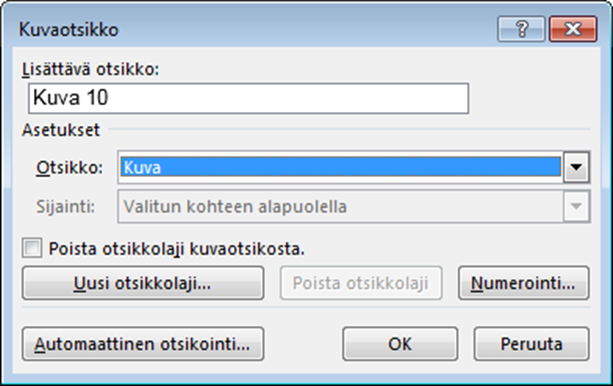 Kuvaotsikko
Lisättävä otsikko:
Kuva 10
Asetukset
Otsikko: Kuva
Sijainti: Valitun kohteen alapuolella
Poista otsikkolaji kuvaotsikosta.
Uusi otsikkolaji... Poista otsikkolaji Numerointi...
Automaattinen otsikointi... OK Peruuta